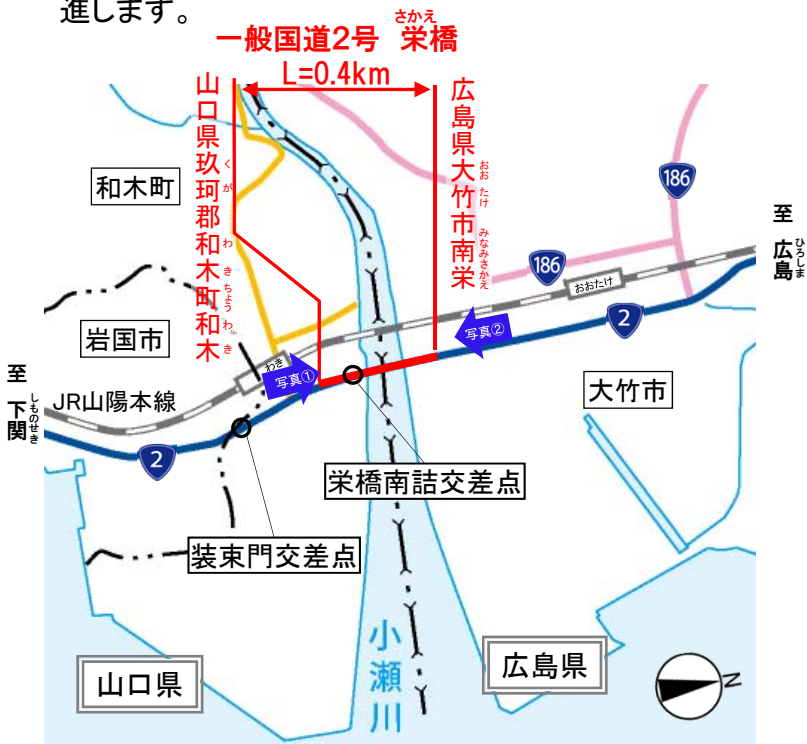 進します。
一般国道2号 栄橋
さかえ
L=0.4km
山口県玖珂郡和木町和木
くが
わきちょうわき
広島県大竹市南栄
おおたけ
みなみさかえ
和木町
186
至 広島
ひろしま
186
おおたけ
2
岩国市
写真②
わき
写真①
至 下関
しものせき
JR山陽本線
大竹市
2
栄橋南詰交差点
装束門交差点
小瀬川
山口県
広島県
N